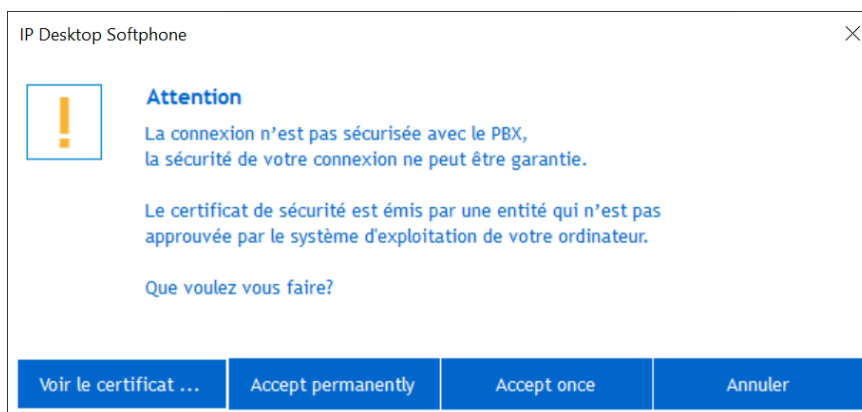 IP Desktop Softphone
Attention
La connexion n’est pas sécurisée avec le PBX,
la sécurité de votre connexion ne peut être garantie.
Le certificat de sécurité est émis par une entité qui n’est pas
approuvée par le système d'exploitation de votre ordinateur.
Que voulez vous faire?
Voir le certificat ...
Accept permanently
Accept once
Annuler